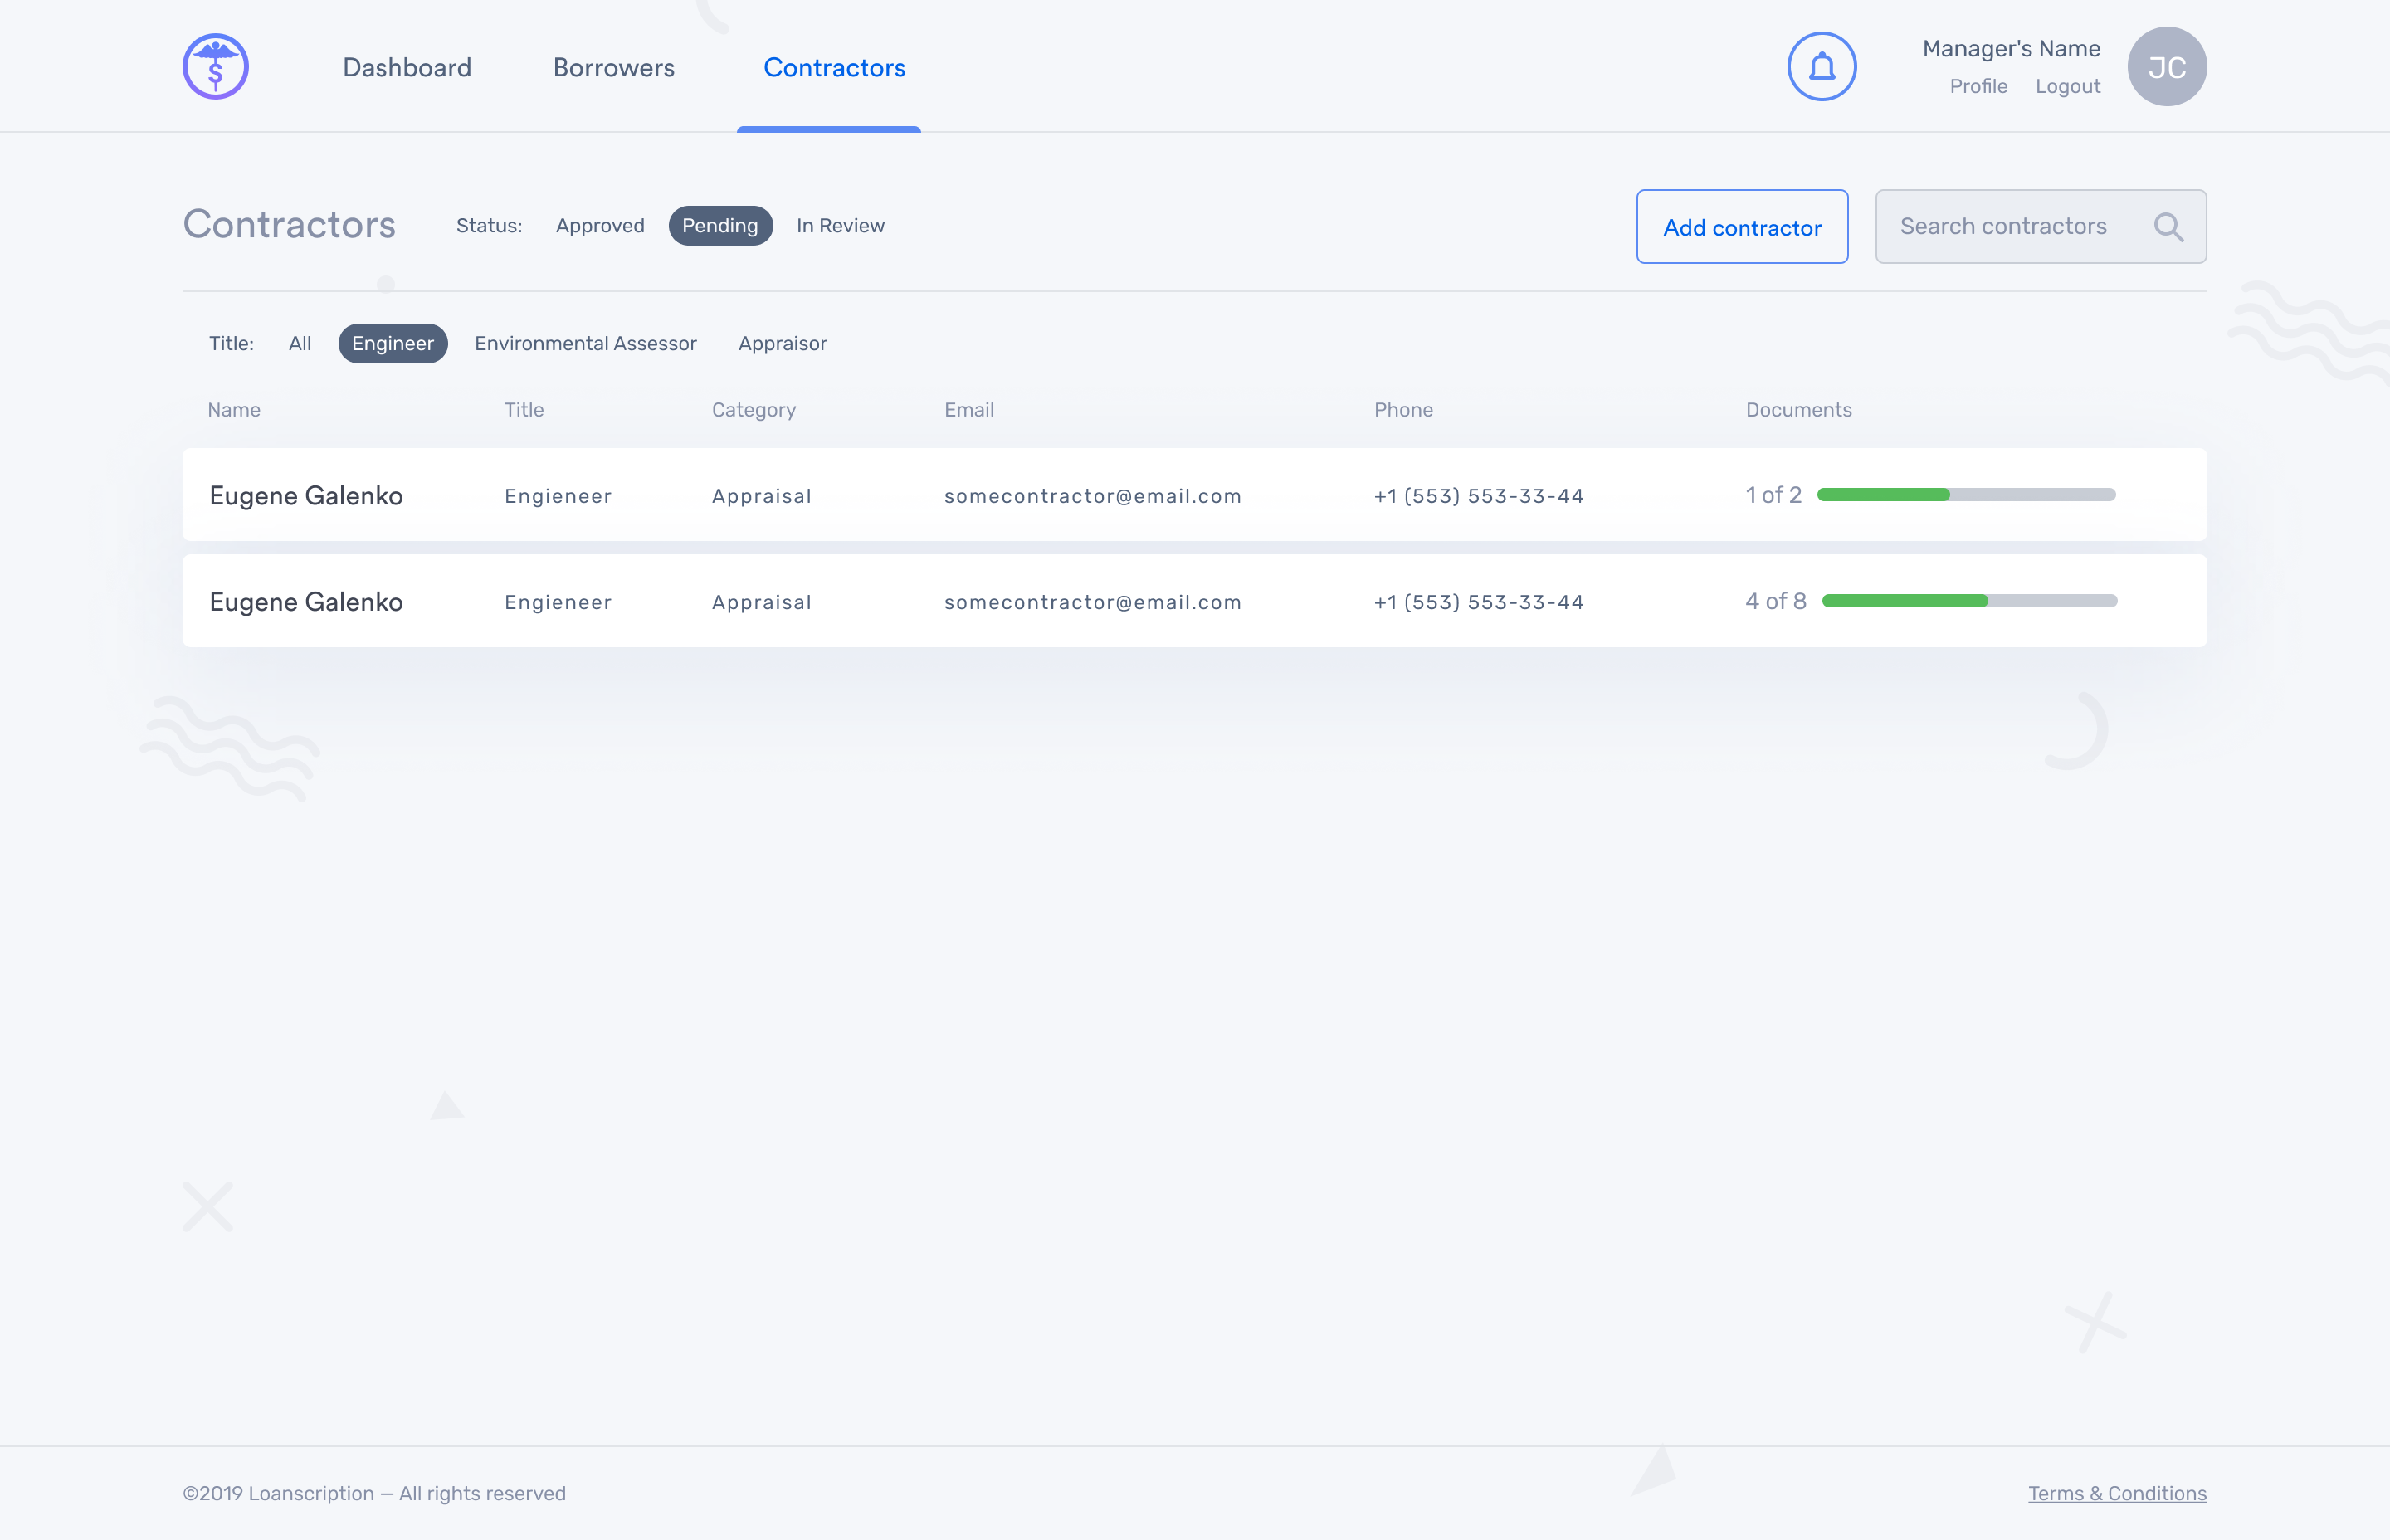 Dashboard Borrowers Contractors
Manager's Name
Profile Logout
JC
Contractors Status: Approved Pending In Review Add contractor Search contractors
Title: All Engineer Environmental Assessor Appraisor
Name Title Category Email Phone Documents
Eugene Galenko Engieneer Appraisal somecontractor@email.com +1 (553) 553-33-44 1 of 2
Eugene Galenko Engieneer Appraisal somecontractor@email.com +1 (553) 553-33-44 4 of 8
©2019 Loanscription — All rights reserved Terms & Conditions